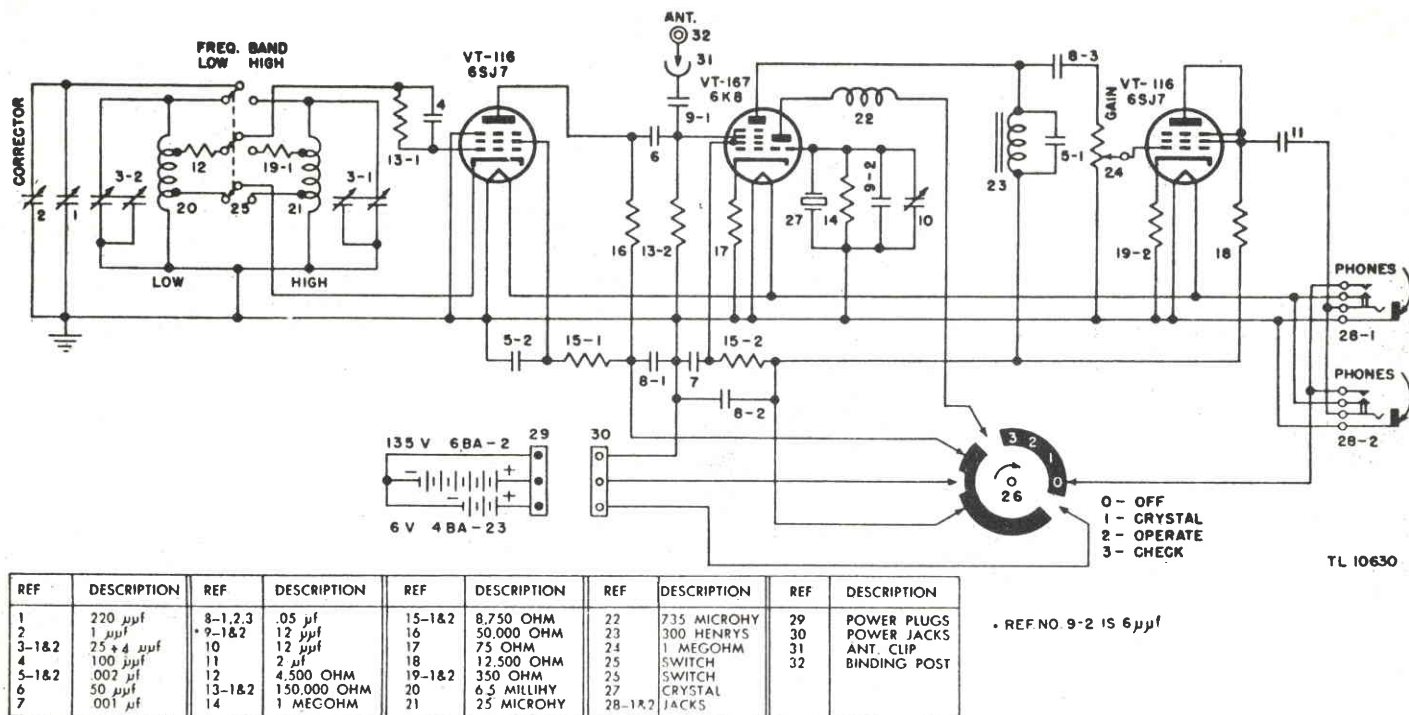 ANT.
32
31
FREQ. BAND
LOW HIGH
VT-116
6SJ7
VT-167
6K8
8-3
VT-116
6SJ7
GAIN
CORRECTOR
4
9-1
22
11
12
19-1
13-1
6
5-1
3-2
3-1
9-2
24
23
2
1
20
25
21
27
14
10
16
13-2
17
19-2
18
LOW
HIGH
PHONES
28-1
5-2
15-1
8-1
7
15-2
8-2
PHONES
28-2
135 V 6BA-2
29
30
6 V 4BA-23
3 2 1 0
26
0 - OFF
1 - CRYSTAL
2 - OPERATE
3 - CHECK
TL 10630
REF DESCRIPTION REF DESCRIPTION REF DESCRIPTION REF DESCRIPTION REF DESCRIPTION
1 220 μμf 8-1,2,3 .05 μf 15-1&2 8,750 OHM 22 735 MICROHY 29 POWER PLUGS
2 1 μμf *9-1&2 12 μμf 16 50,000 OHM 23 300 HENRYS 30 POWER JACKS
3-1&2 25+4 μμf 10 12 μμf 17 75 OHM 24 1 MEGOHM 31 ANT. CLIP
4 100 μμf 11 2 μf 18 12,500 OHM 25 SWITCH 32 BINDING POST
5-1&2 .002 μf 12 4,500 OHM 19-1&2 350 OHM 25 SWITCH
6 50 μμf 13-1&2 150,000 OHM 20 6.5 MILLIHY 27 CRYSTAL
7 .001 μf 14 1 MEGOHM 21 25 MICROHY 28-1&2 JACKS
• REF. NO. 9-2 IS 6μμf